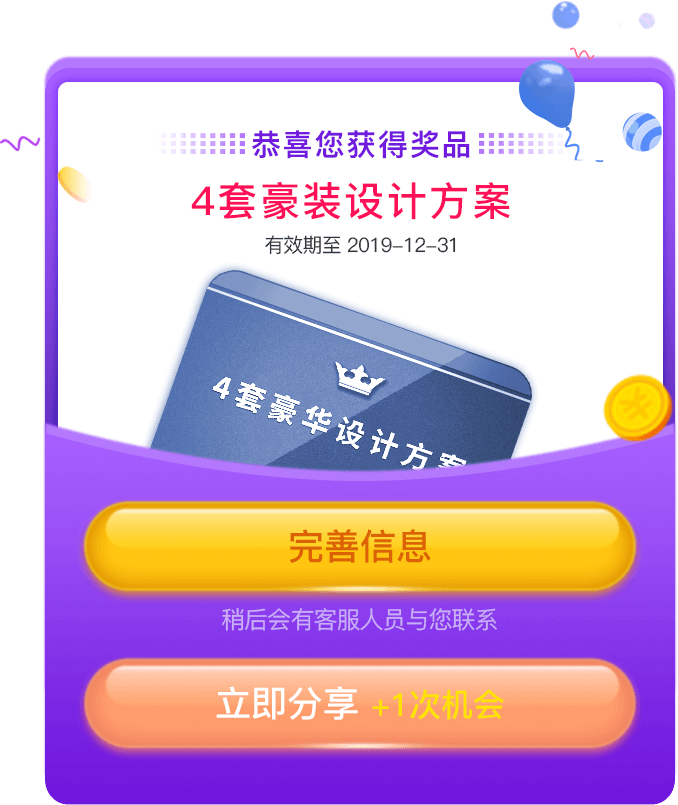 恭喜您获得奖品
4套豪装设计方案
有效期至 2019-12-31
4套豪华设计方案
完善信息
稍后会有客服人员与您联系
立即分享 +1次机会